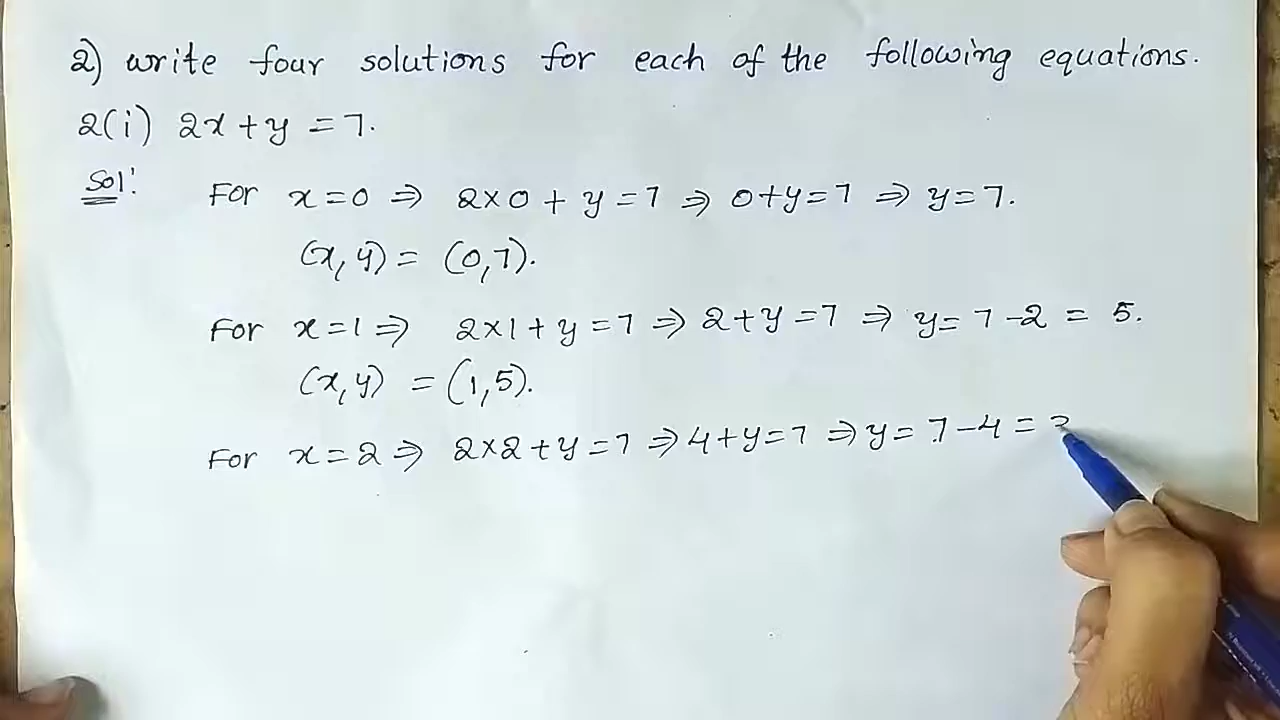 2) write four solutions for each of the following equations.
2(i) 2x + y = 7.
Sol: For x = 0 ⇒ 2×0 + y = 7 ⇒ 0+y = 7 ⇒ y = 7.
(x, y) = (0, 7).
For x = 1 ⇒ 2×1 + y = 7 ⇒ 2+y = 7 ⇒ y = 7 - 2 = 5.
(x, y) = (1, 5).
For x = 2 ⇒ 2×2 + y = 7 ⇒ 4+y = 7 ⇒ y = 7 - 4 = 3